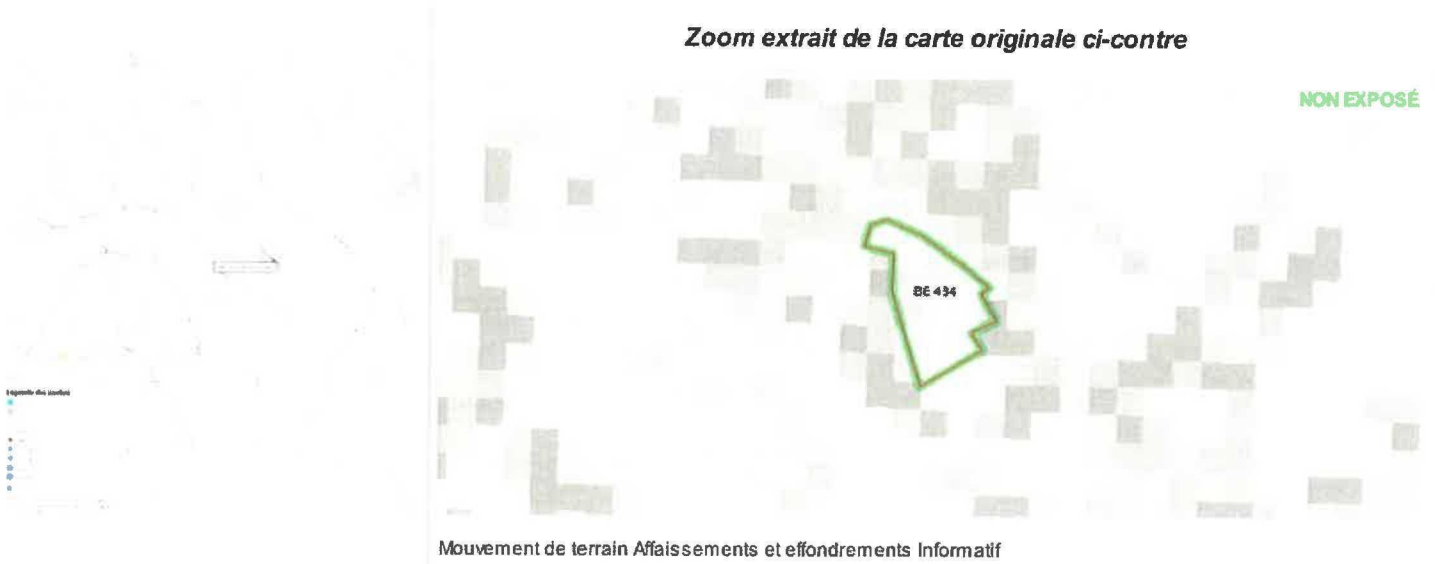 Zoom extrait de la carte originale ci-contre
NON EXPOSÉ
BE 434
Mouvement de terrain Affaissements et effondrements Informatif